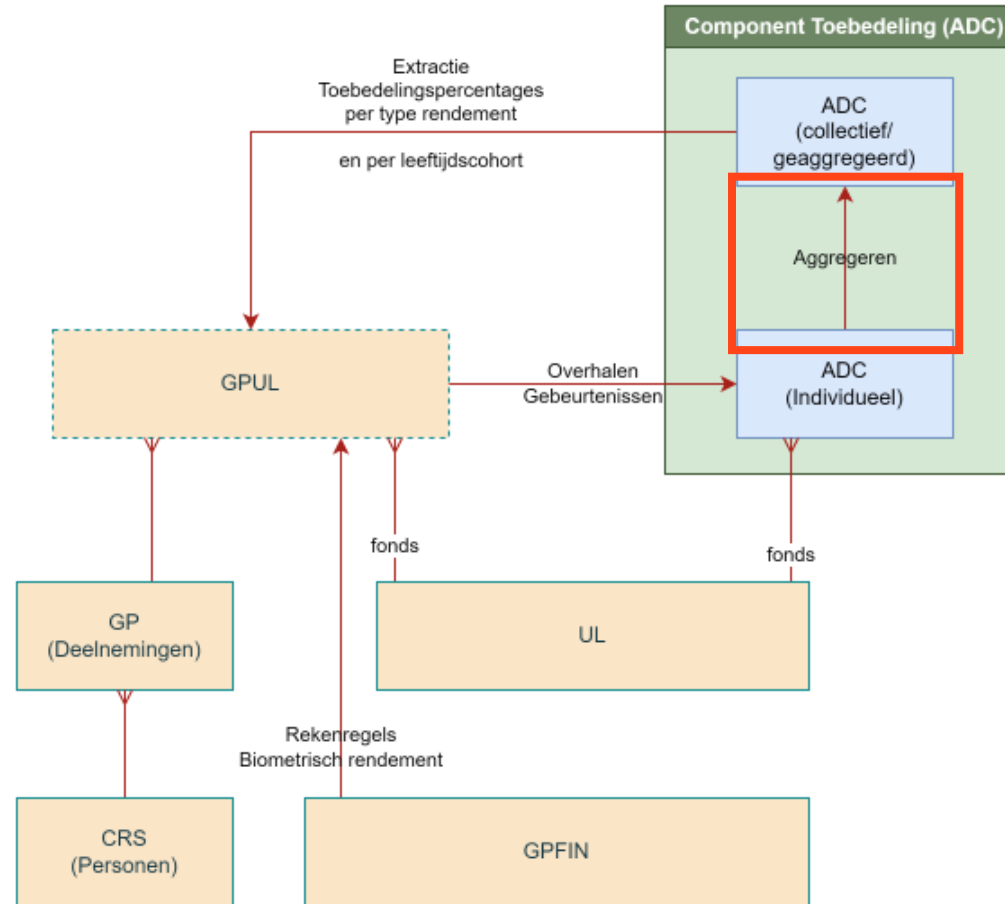 Component Toebedeling (ADC)
Extractie
Toebedelingspercentages
per type rendement
en per leeftijdscohort
ADC
(collectief/
geaggregeerd)
Aggregeren
GPUL
Overhalen
Gebeurtenissen
ADC
(Individueel)
fonds
fonds
GP
(Deelnemingen)
UL
Rekenregels
Biometrisch rendement
CRS
(Personen)
GPFIN